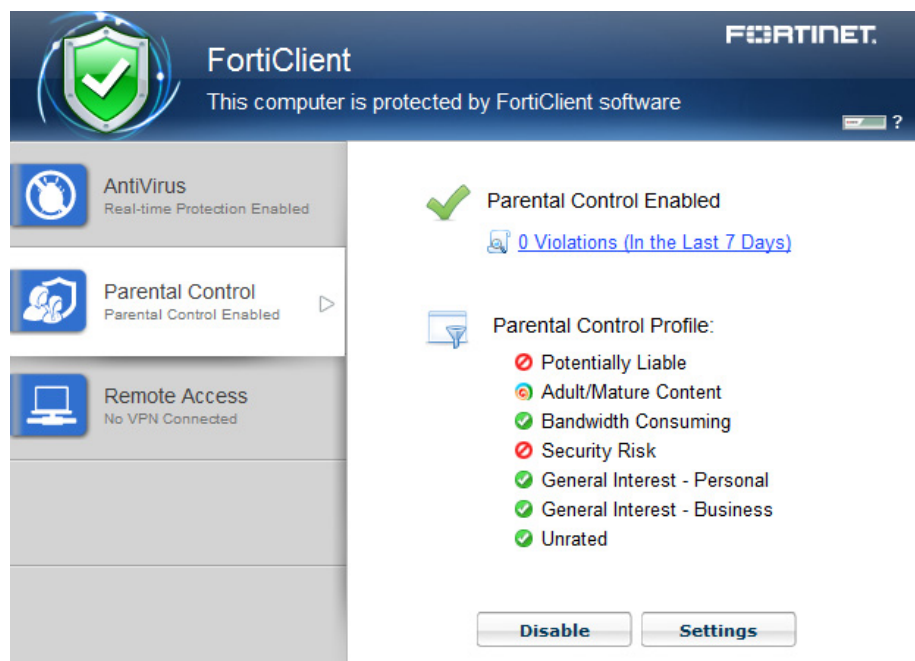 FORTINET.
FortiClient
This computer is protected by FortiClient software
?
AntiVirus
Real-time Protection Enabled
Parental Control
Parental Control Enabled
Remote Access
No VPN Connected
Parental Control Enabled
0 Violations (In the Last 7 Days)
Parental Control Profile:
Potentially Liable
Adult/Mature Content
Bandwidth Consuming
Security Risk
General Interest - Personal
General Interest - Business
Unrated
Disable
Settings